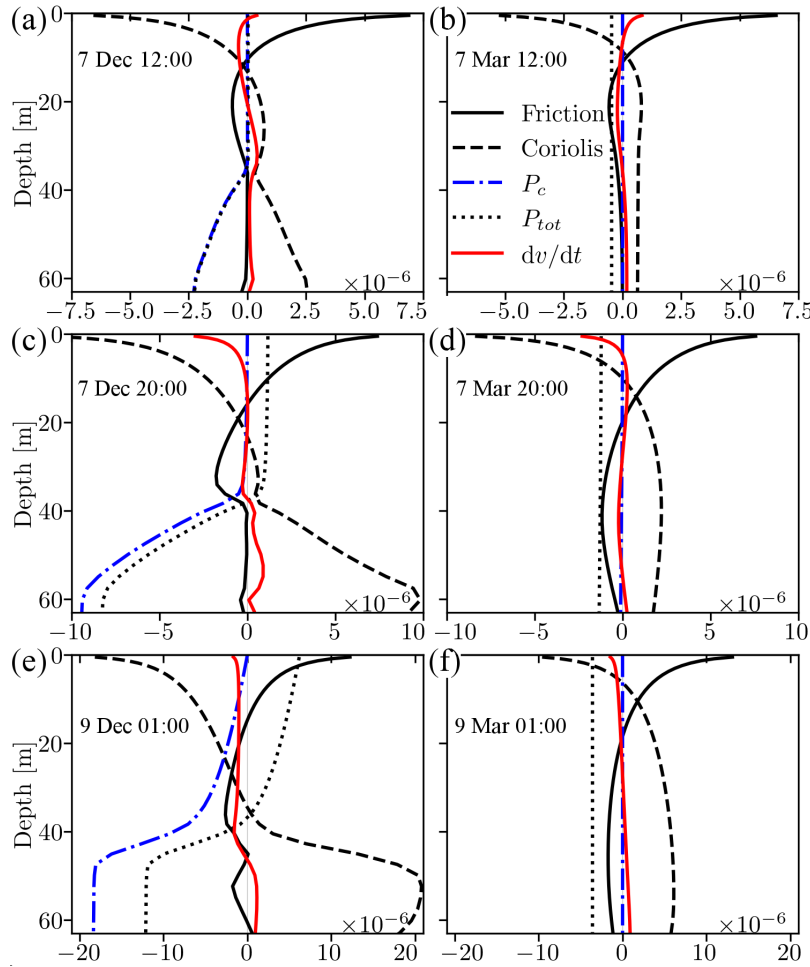 (a)
7 Dec 12:00
Depth [m]
0
20
40
60
×10⁻⁶
−7.5 −5.0 −2.5 0.0 2.5 5.0 7.5
(b)
7 Mar 12:00
Friction
Coriolis
P_c
P_tot
dv/dt
×10⁻⁶
−5.0 −2.5 0.0 2.5 5.0 7.5
(c)
7 Dec 20:00
Depth [m]
0
20
40
60
×10⁻⁶
−10 −5 0 5 10
(d)
7 Mar 20:00
×10⁻⁶
−10 −5 0 5 10
(e)
9 Dec 01:00
Depth [m]
0
20
40
60
×10⁻⁶
−20 −10 0 10 20
(f)
9 Mar 01:00
×10⁻⁶
−20 −10 0 10 20